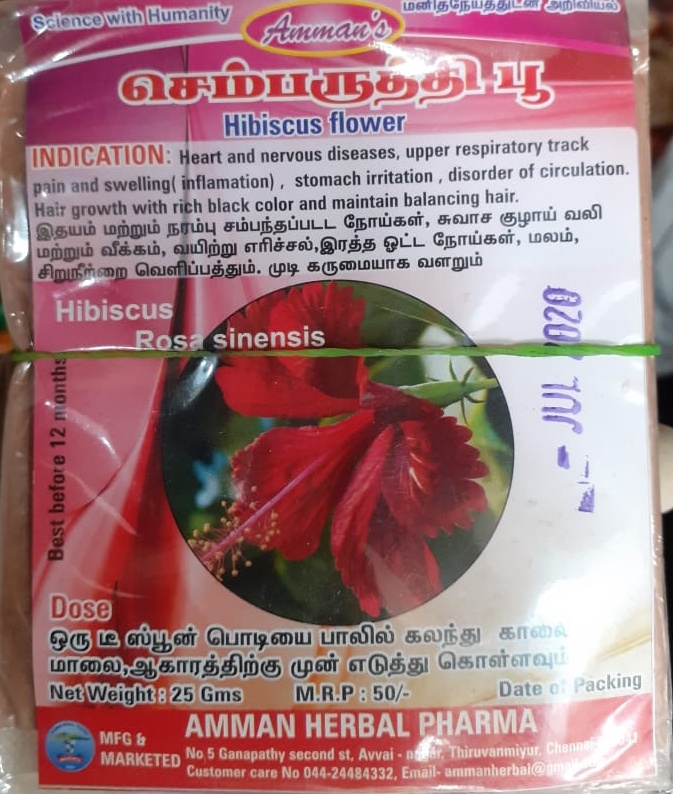 Science with Humanity
Amman's
மனிதநேயத்துடன் அறிவியல்
செம்பருத்தி பூ
Hibiscus flower
INDICATION: Heart and nervous diseases, upper respiratory track
pain and swelling( inflamation) , stomach irritation , disorder of circulation.
Hair growth with rich black color and maintain balancing hair.
இதயம் மற்றும் நரம்பு சம்பந்தப்படட நோய்கள், சுவாச குழாய் வலி
மற்றும் வீக்கம், வயிற்று எரிச்சல்,இரத்த ஓட்ட நோய்கள், மலம்,
சிறுநீற்றை வெளிப்பத்தும். முடி கருமையாக வளறும்
Hibiscus
Rosa sinensis
Best before 12 months
JUL 2020
Dose
ஒரு டீ ஸ்பூன் பொடியை பாலில் கலந்து காலை
மாலை,ஆகாரத்திற்கு முன் எடுத்து கொள்ளவும்
Net Weight : 25 Gms M.R.P : 50/- Date of Packing
MFG &
MARKETED
AMMAN HERBAL PHARMA
No 5 Ganapathy second st, Avvai - nagar, Thiruvanmiyur, Chennai
Customer care No 044-24484332, Email- ammanherbal@